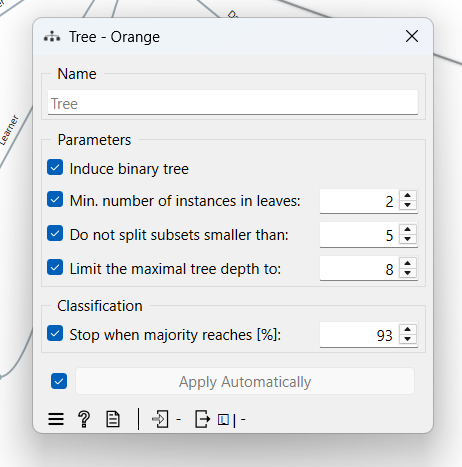 Tree - Orange
Learner
Name
Tree
Parameters
Induce binary tree
Min. number of instances in leaves: 2
Do not split subsets smaller than: 5
Limit the maximal tree depth to: 8
Classification
Stop when majority reaches [%]: 93
Apply Automatically
? | - | -